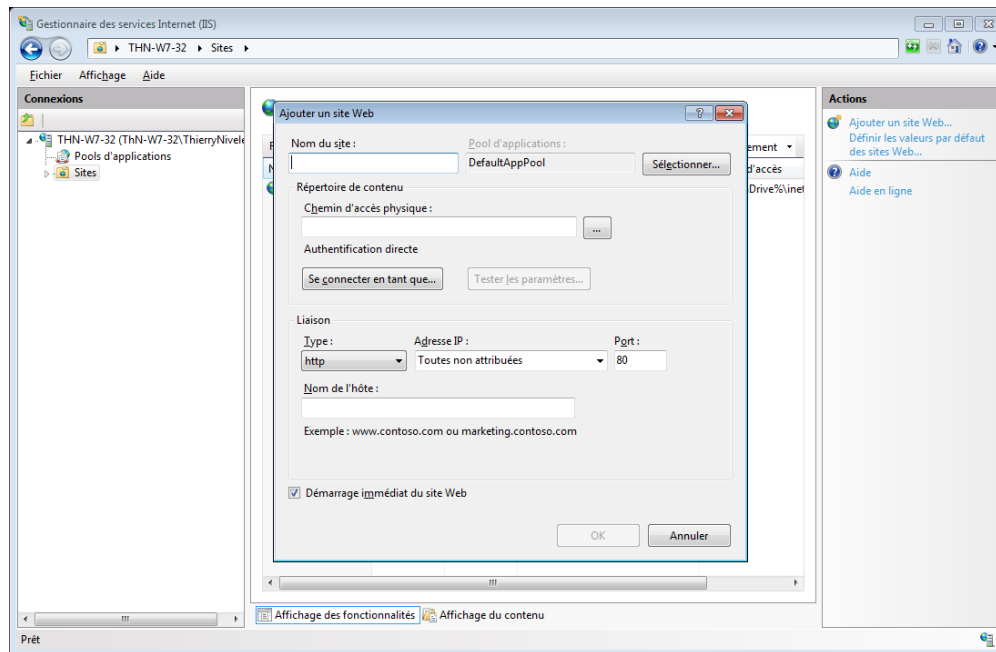 Gestionnaire des services Internet (IIS)
THN-W7-32 Sites
Fichier Affichage Aide
Connexions
THN-W7-32 (ThN-W7-32\ThierryNivele
Pools d'applications
Sites
Ajouter un site Web
Nom du site :
Pool d'applications :
DefaultAppPool
Sélectionner...
Répertoire de contenu
Chemin d'accès physique :
...
Authentification directe
Se connecter en tant que...
Tester les paramètres...
Liaison
Type :
Adresse IP :
Port :
http
Toutes non attribuées
80
Nom de l'hôte :
Exemple : www.contoso.com ou marketing.contoso.com
Démarrage immédiat du site Web
OK
Annuler
ement
d'accès
Drive%\inet
Affichage des fonctionnalités
Affichage du contenu
Actions
Ajouter un site Web...
Définir les valeurs par défaut
des sites Web...
Aide
Aide en ligne
Prêt